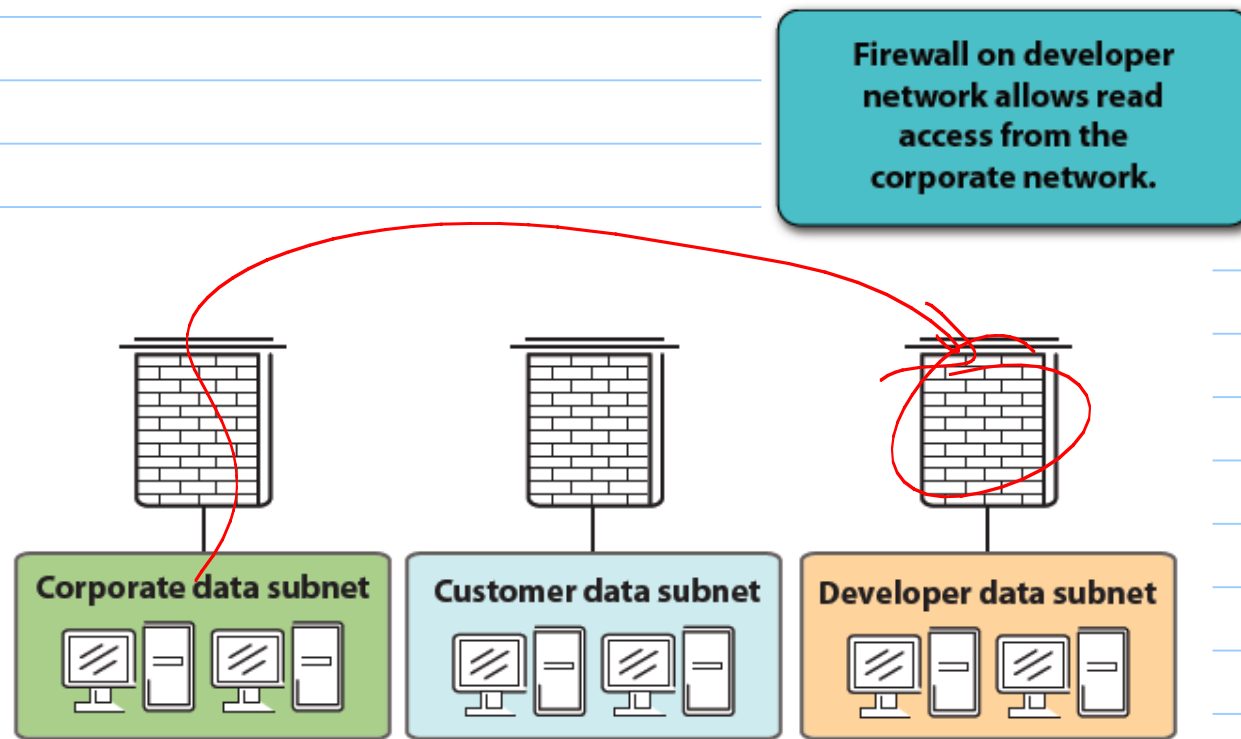 Firewall on developer
network allows read
access from the
corporate network.
Corporate data subnet
Customer data subnet
Developer data subnet